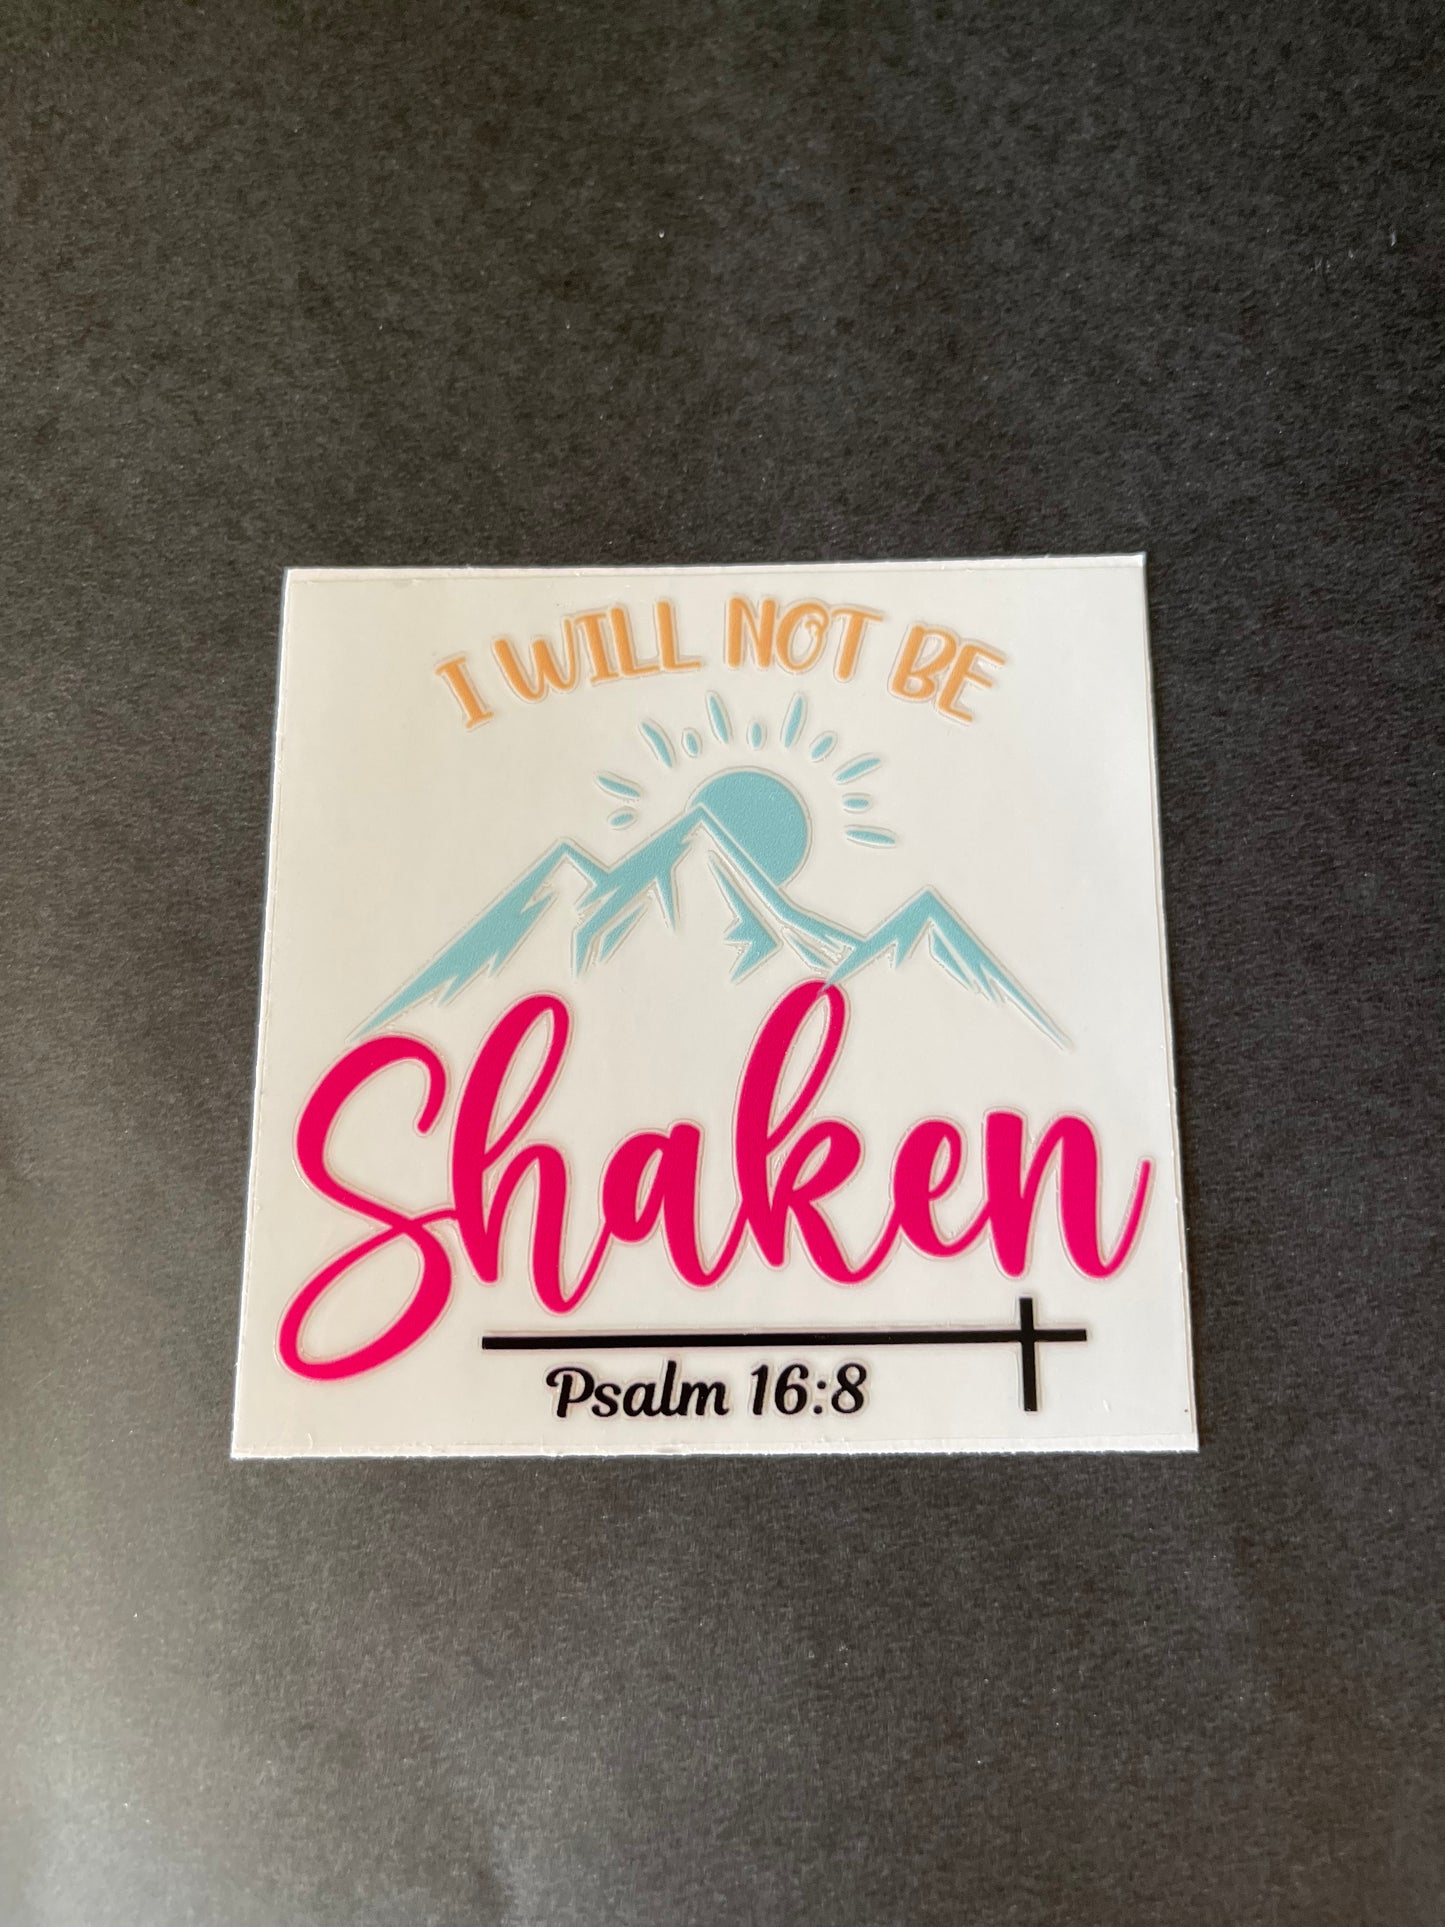 I WILL NOT BE
Shaken
Psalm 16:8